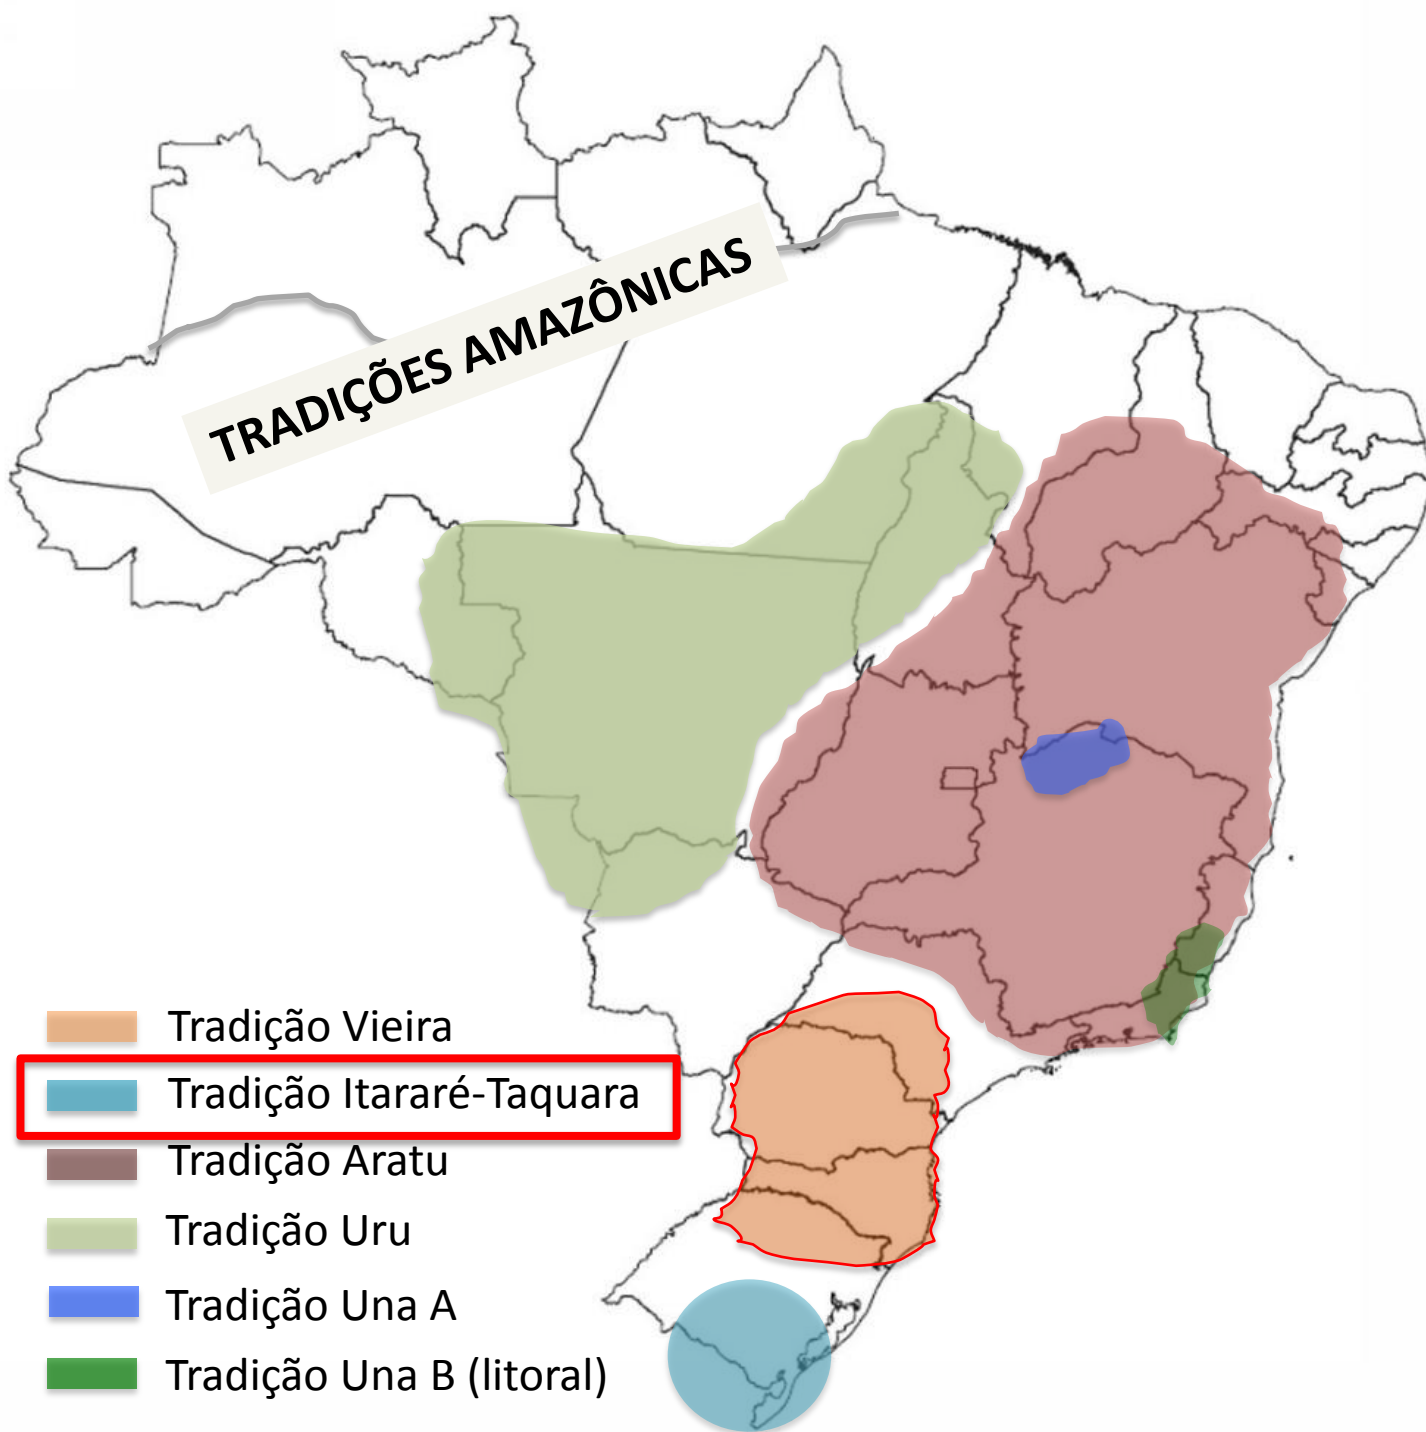 TRADIÇÕES AMAZÔNICAS
Tradição Vieira
Tradição Itararé-Taquara
Tradição Aratu
Tradição Uru
Tradição Una A
Tradição Una B (litoral)